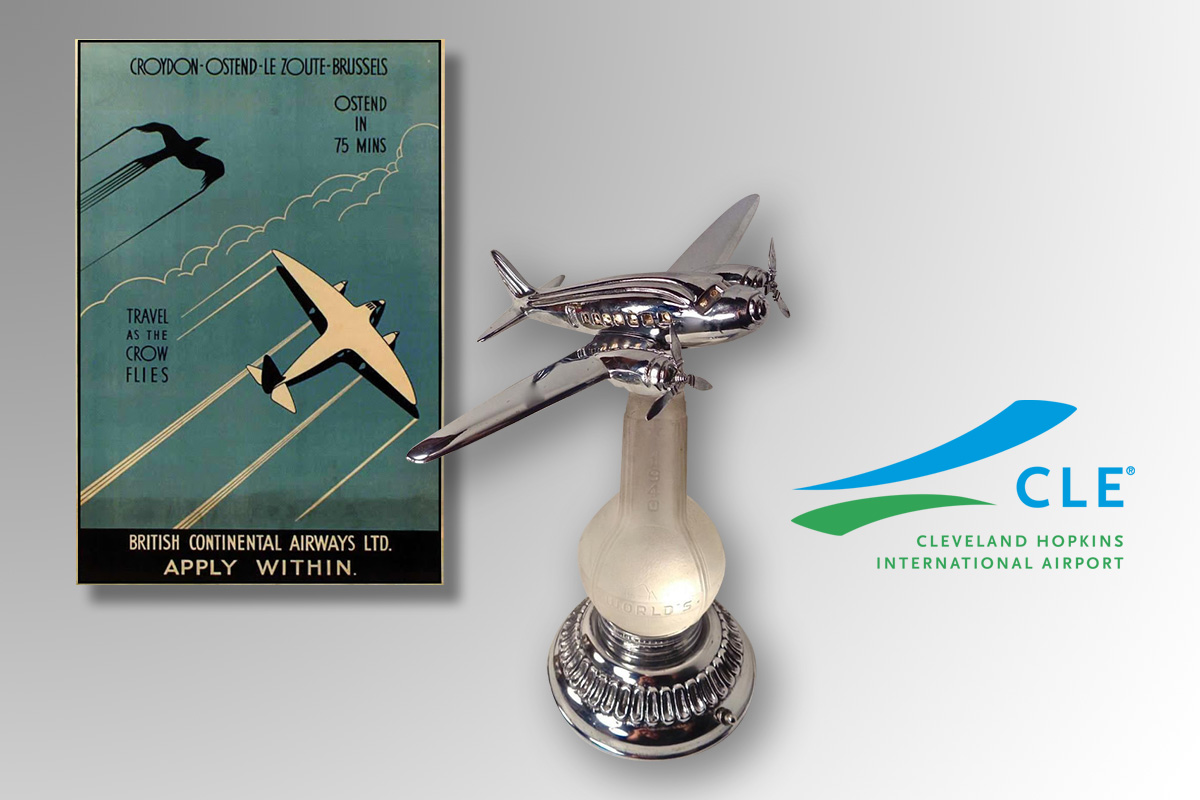 CROYDON-OSTEND-LE ZOUTE-BRUSSELS
OSTEND
IN
75 MINS
TRAVEL
AS THE
CROW
FLIES
BRITISH CONTINENTAL AIRWAYS LTD.
APPLY WITHIN.
WORLD'S
CLE®
CLEVELAND HOPKINS
INTERNATIONAL AIRPORT